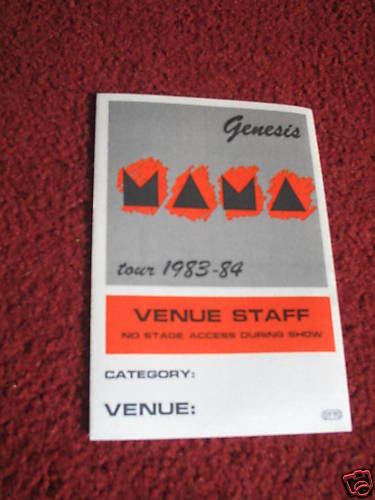 Genesis
MAMA
tour 1983-84
VENUE STAFF
NO STAGE ACCESS DURING SHOW
CATEGORY:
VENUE: